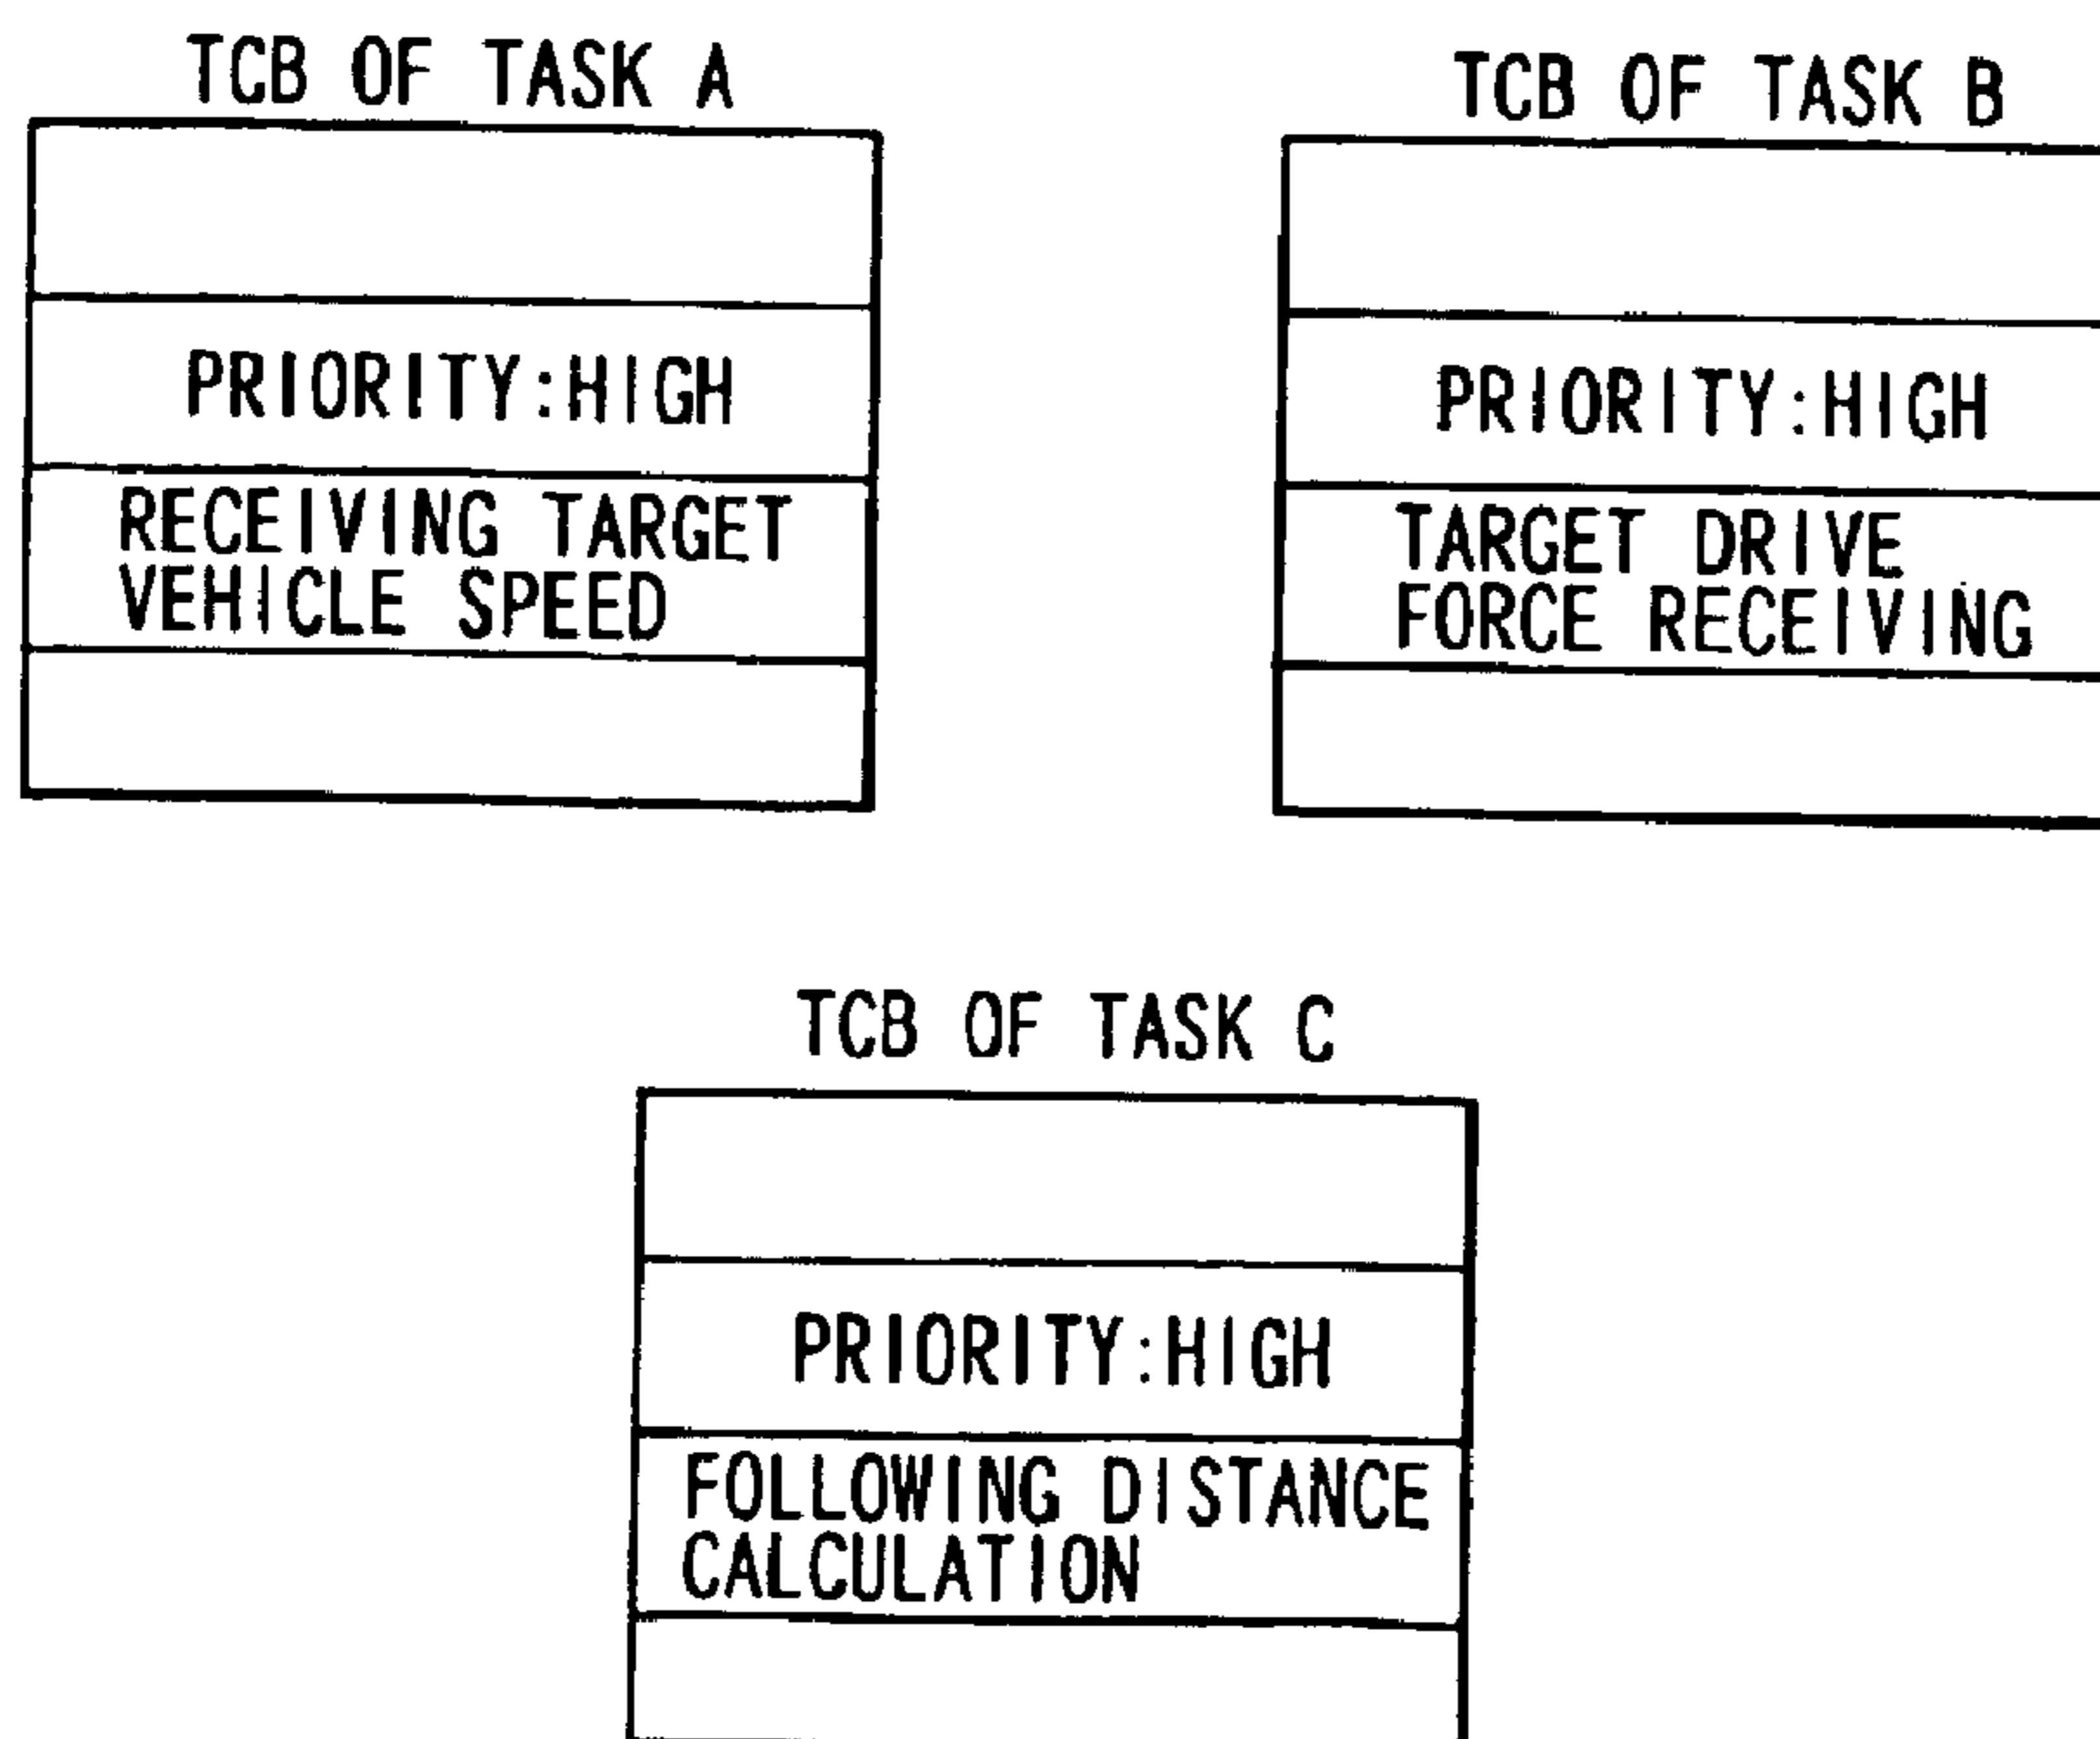 TCB OF TASK A
PRIORITY:HIGH
RECEIVING TARGET
VEHICLE SPEED
TCB OF TASK B
PRIORITY:HIGH
TARGET DRIVE
FORCE RECEIVING
TCB OF TASK C
PRIORITY:HIGH
FOLLOWING DISTANCE
CALCULATION